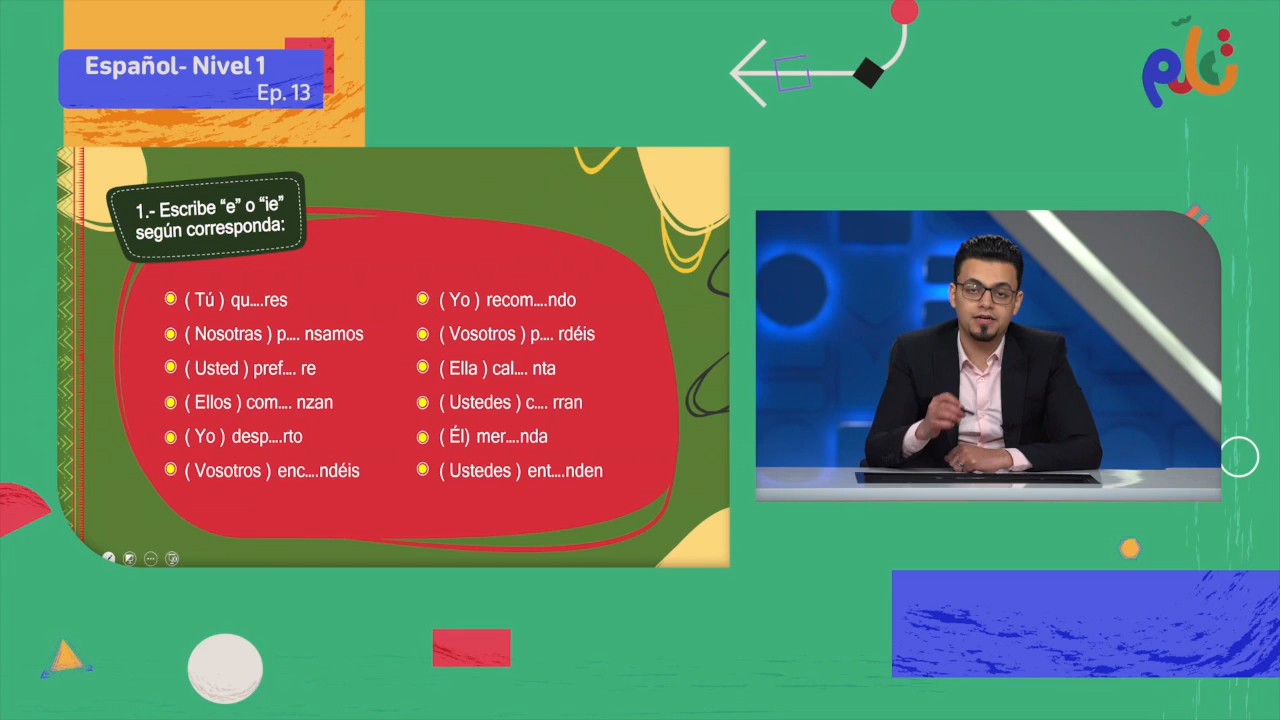 Español- Nivel 1
Ep. 13
تعلم
1.- Escribe “e” o “ie”
según corresponda:
( Tú ) qu....res
( Nosotras ) p.... nsamos
( Usted ) pref.... re
( Ellos ) com.... nzan
( Yo ) desp....rto
( Vosotros ) enc....ndéis
( Yo ) recom....ndo
( Vosotros ) p.... rdéis
( Ella ) cal.... nta
( Ustedes ) c.... rran
( Él) mer....nda
( Ustedes ) ent....nden